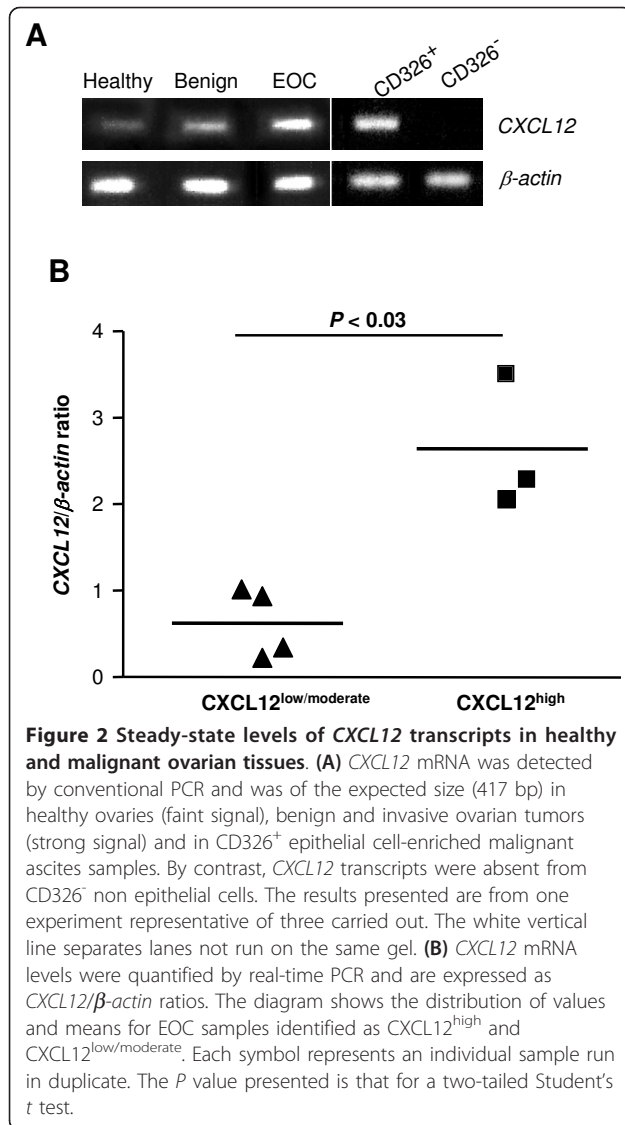 A
Healthy Benign EOC CD326⁺ CD326⁻
CXCL12
β-actin
B
P < 0.03
4
3
2
1
0
CXCL12/β-actin ratio
CXCL12^low/moderate CXCL12^high
Figure 2 Steady-state levels of CXCL12 transcripts in healthy
and malignant ovarian tissues. (A) CXCL12 mRNA was detected
by conventional PCR and was of the expected size (417 bp) in
healthy ovaries (faint signal), benign and invasive ovarian tumors
(strong signal) and in CD326⁺ epithelial cell-enriched malignant
ascites samples. By contrast, CXCL12 transcripts were absent from
CD326⁻ non epithelial cells. The results presented are from one
experiment representative of three carried out. The white vertical
line separates lanes not run on the same gel. (B) CXCL12 mRNA
levels were quantified by real-time PCR and are expressed as
CXCL12/β-actin ratios. The diagram shows the distribution of values
and means for EOC samples identified as CXCL12^high and
CXCL12^low/moderate. Each symbol represents an individual sample run
in duplicate. The P value presented is that for a two-tailed Student's
t test.